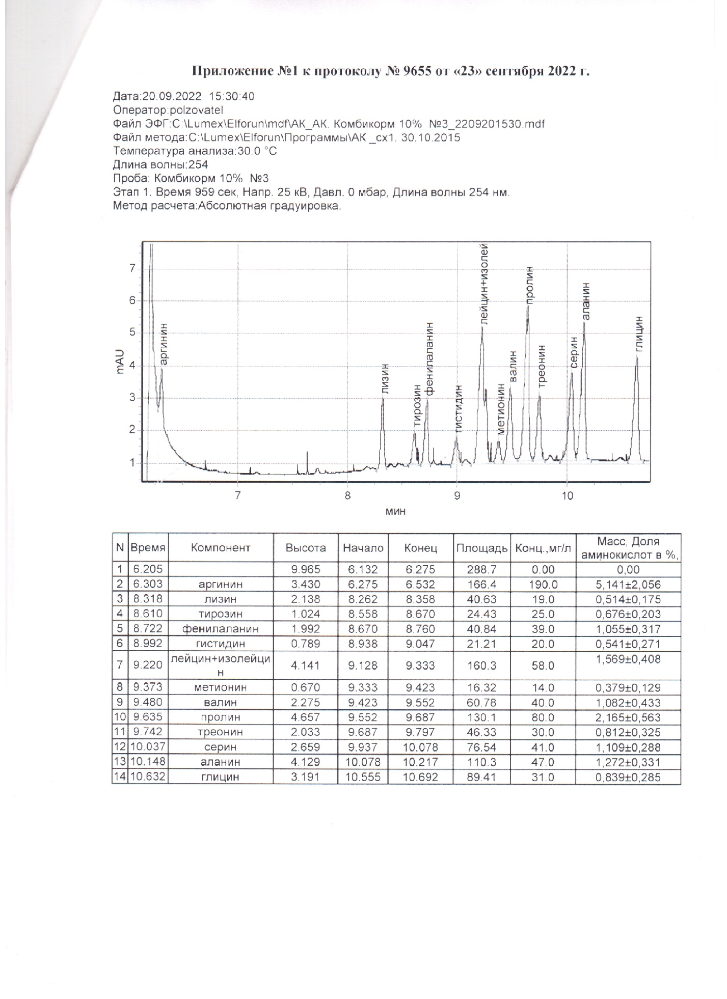 Приложение №1 к протоколу № 9655 от «23» сентября 2022 г.
Дата:20.09.2022 15:30:40
Оператор:polzovatel
Файл ЭФГ:C:\Lumex\Elforun\mdf\АК_АК. Комбикорм 10% №3_2209201530.mdf
Файл метода:C:\Lumex\Elforun\Программы\АК _сх1. 30.10.2015
Температура анализа:30.0 °C
Длина волны:254
Проба: Комбикорм 10% №3
Этап 1. Время 959 сек, Напр. 25 кВ, Давл. 0 мбар, Длина волны 254 нм.
Метод расчета:Абсолютная градуировка.
mAU
7
6
5
4
3
2
1
аргинин
лизин
тирозин
фенилаланин
гистидин
лейцин+изолей
метионин
валин
пролин
треонин
серин
аланин
глицин
7 8 9 10
мин
N Время Компонент Высота Начало Конец Площадь Конц.,мг/л Масс, Доля
аминокислот в %,
1 6.205 9.965 6.132 6.275 288.7 0.00 0,00
2 6.303 аргинин 3.430 6.275 6.532 166.4 190.0 5,141±2,056
3 8.318 лизин 2.138 8.262 8.358 40.63 19.0 0,514±0,175
4 8.610 тирозин 1.024 8.558 8.670 24.43 25.0 0,676±0,203
5 8.722 фенилаланин 1.992 8.670 8.760 40.84 39.0 1,055±0,317
6 8.992 гистидин 0.789 8.938 9.047 21.21 20.0 0,541±0,271
7 9.220 лейцин+изолейци
н 4.141 9.128 9.333 160.3 58.0 1,569±0,408
8 9.373 метионин 0.670 9.333 9.423 16.32 14.0 0,379±0,129
9 9.480 валин 2.275 9.423 9.552 60.78 40.0 1,082±0,433
10 9.635 пролин 4.657 9.552 9.687 130.1 80.0 2,165±0,563
11 9.742 треонин 2.033 9.687 9.797 46.33 30.0 0,812±0,325
12 10.037 серин 2.659 9.937 10.078 76.54 41.0 1,109±0,288
13 10.148 аланин 4.129 10.078 10.217 110.3 47.0 1,272±0,331
14 10.632 глицин 3.191 10.555 10.692 89.41 31.0 0,839±0,285